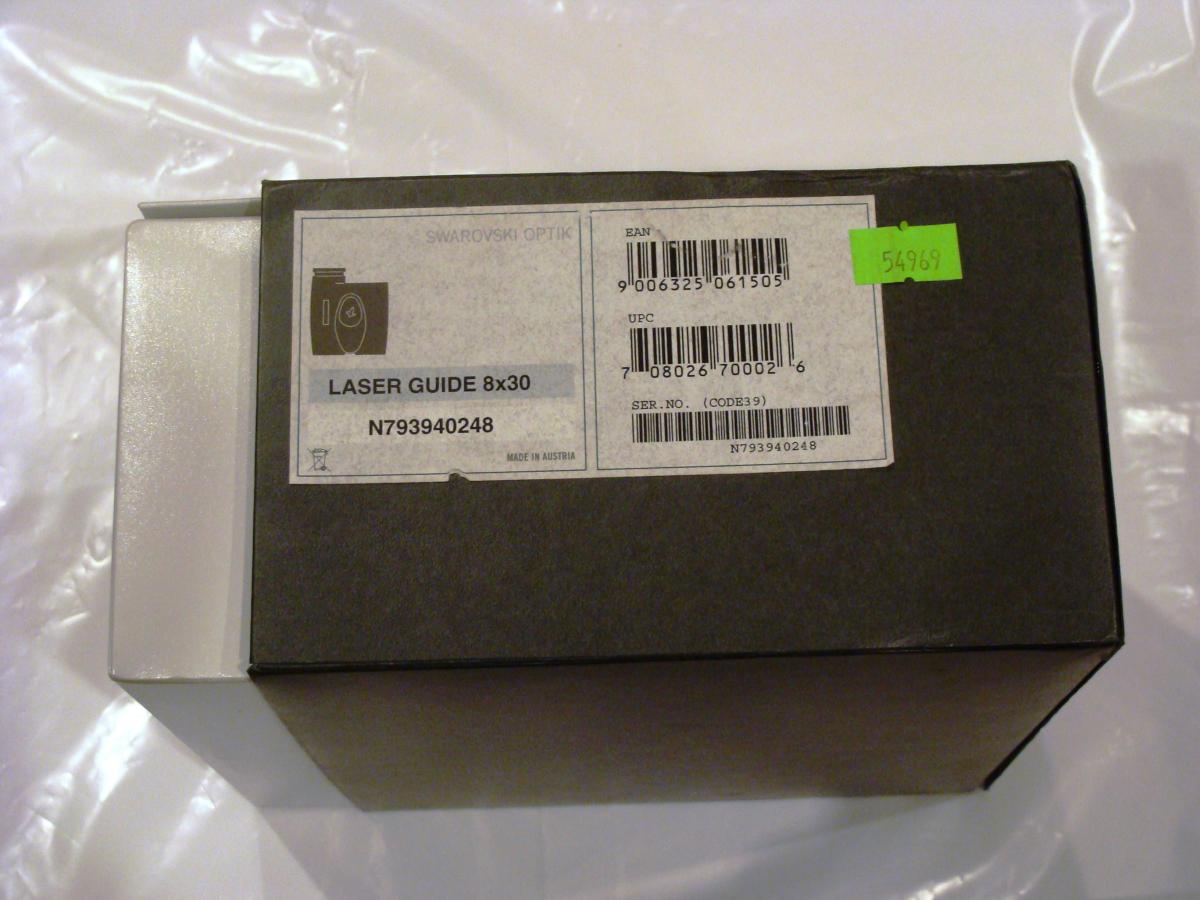 SWAROVSKI OPTIK
LASER GUIDE 8x30
N793940248
MADE IN AUSTRIA
EAN
9 006325 061505
UPC
7 08026 70002 6
SER.NO. (CODE39)
N793940248
54969